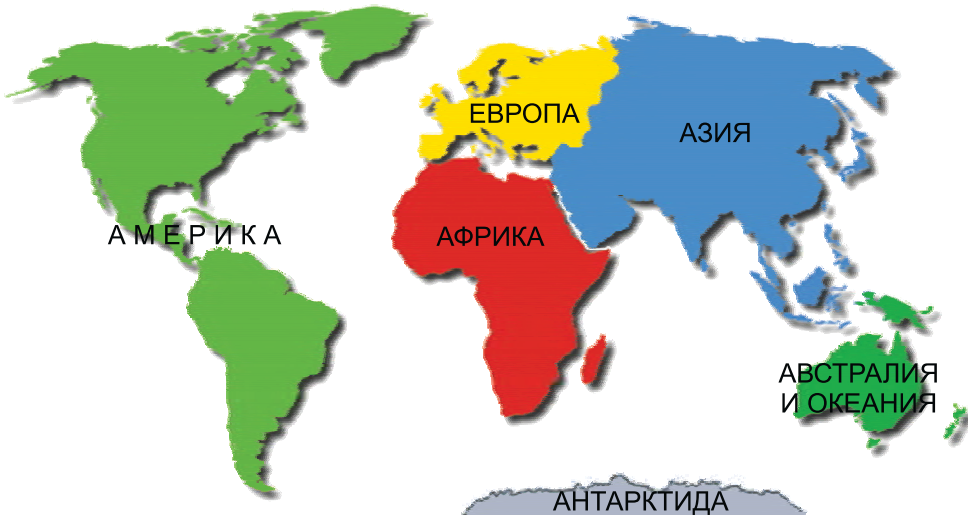 ЕВРОПА
АЗИЯ
А М Е Р И К А
АФРИКА
АВСТРАЛИЯ
И ОКЕАНИЯ
АНТАРКТИДА